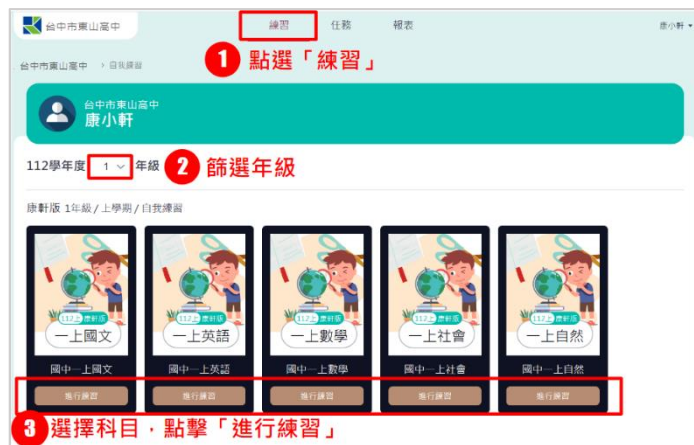 台中市東山高中
練習 任務 報表
康小軒
1 點選「練習」
台中市東山高中 > 自我練習
台中市東山高中
康小軒
112學年度 1 年級
2 篩選年級
康軒版 1年級/上學期/自我練習
112上 康軒版
一上國文
112上 康軒版
一上英語
112上 康軒版
一上數學
112上 康軒版
一上社會
112上 康軒版
一上自然
國中一上國文
國中一上英語
國中一上數學
國中一上社會
國中一上自然
進行練習
進行練習
進行練習
進行練習
進行練習
3 選擇科目,點擊「進行練習」